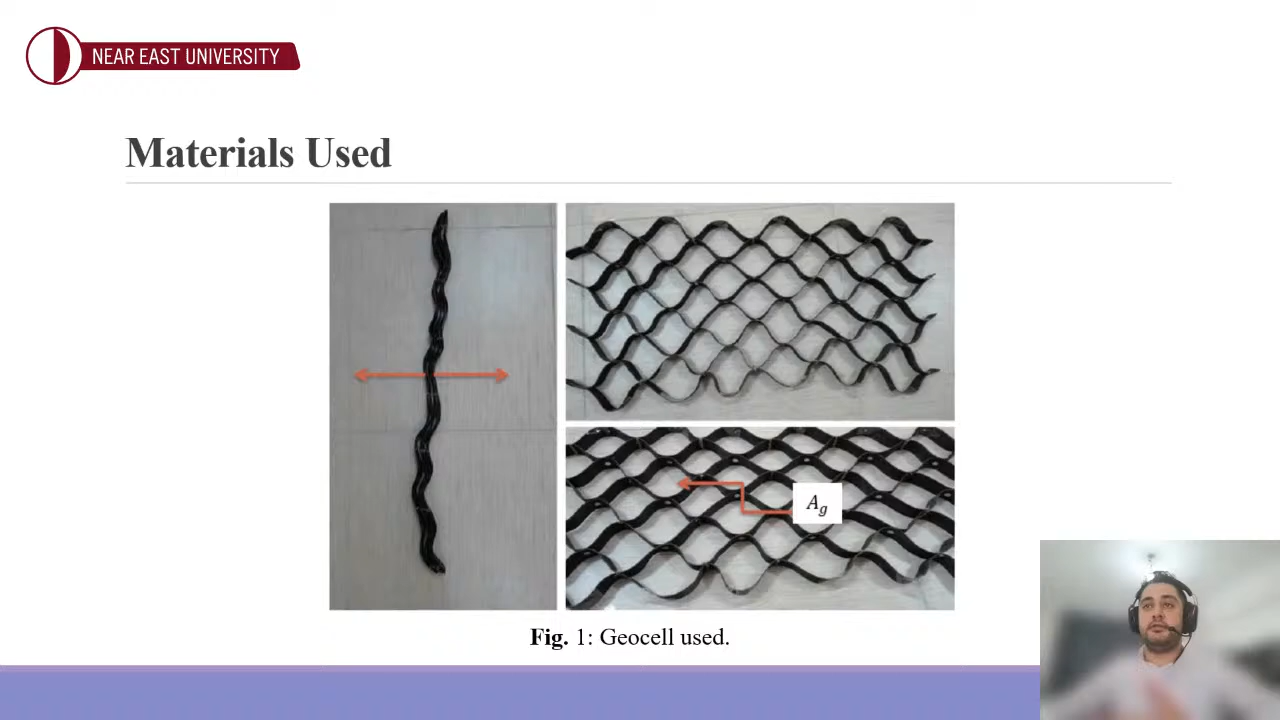 NEAR EAST UNIVERSITY
Materials Used
A_g
Fig. 1: Geocell used.